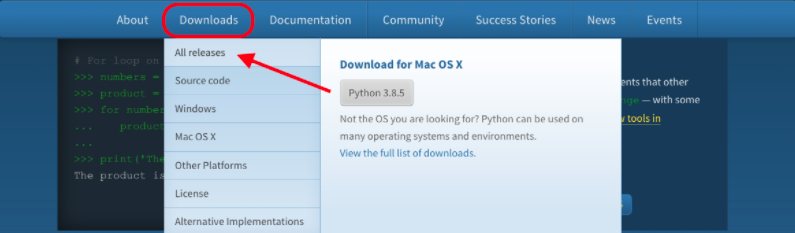 About Downloads Documentation Community Success Stories News Events
# For loop on
>>> numbers =
>>> product =
>>> for number
... product
...
>>> print('The
The product is
All releases
Source code
Windows
Mac OS X
Other Platforms
License
Alternative Implementations
Download for Mac OS X
Python 3.8.5
Not the OS you are looking for? Python can be used on
many operating systems and environments.
View the full list of downloads.
ents that other
nge — with some
w tools in